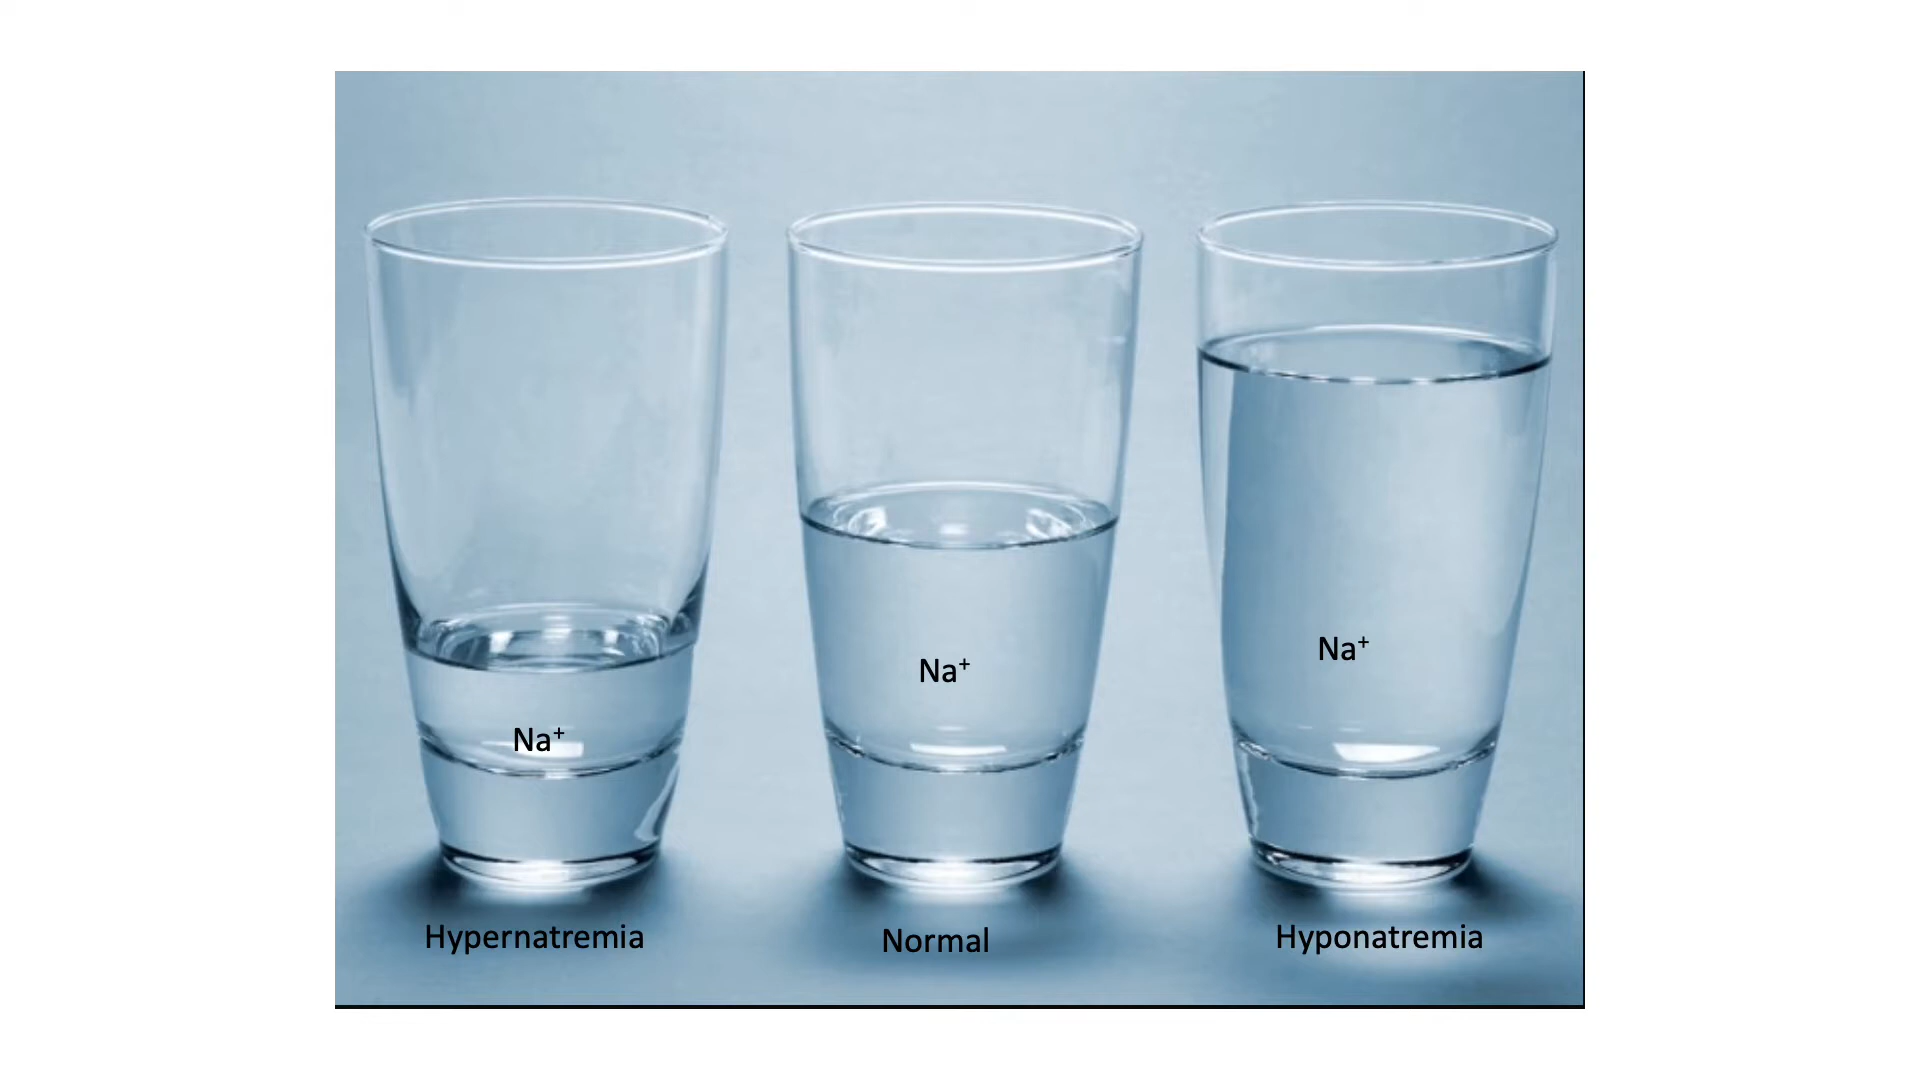 Na⁺
Na⁺
Na⁺
Hypernatremia
Normal
Hyponatremia